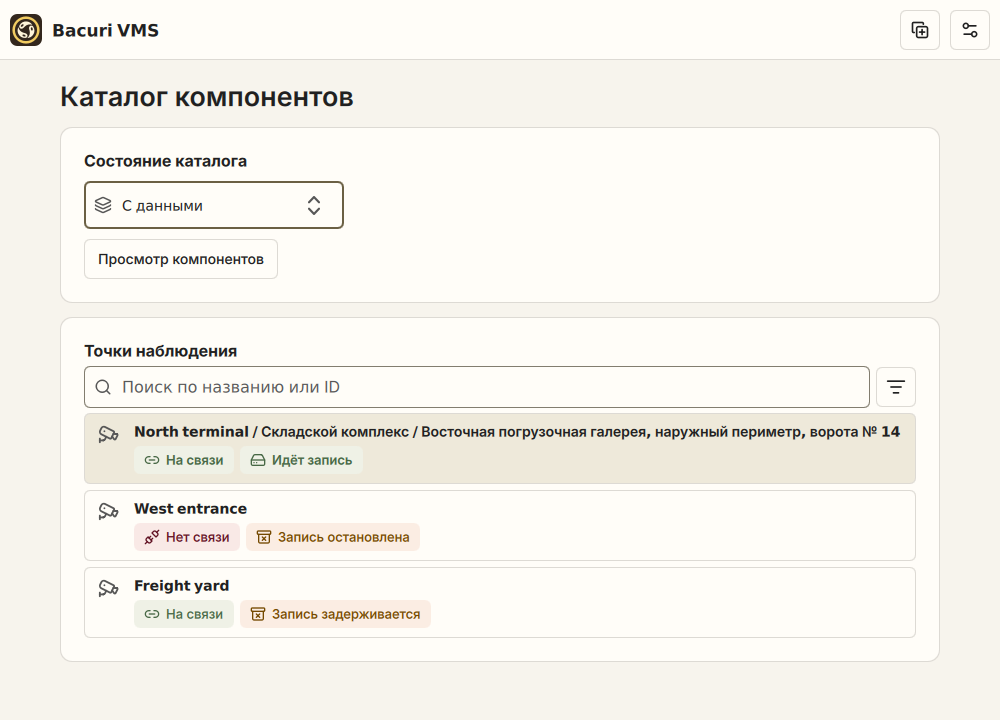 Bacuri VMS
Каталог компонентов
Состояние каталога
С данными
Просмотр компонентов
Точки наблюдения
Поиск по названию или ID
North terminal / Складской комплекс / Восточная погрузочная галерея, наружный периметр, ворота № 14
На связи Идёт запись
West entrance
Нет связи Запись остановлена
Freight yard
На связи Запись задерживается